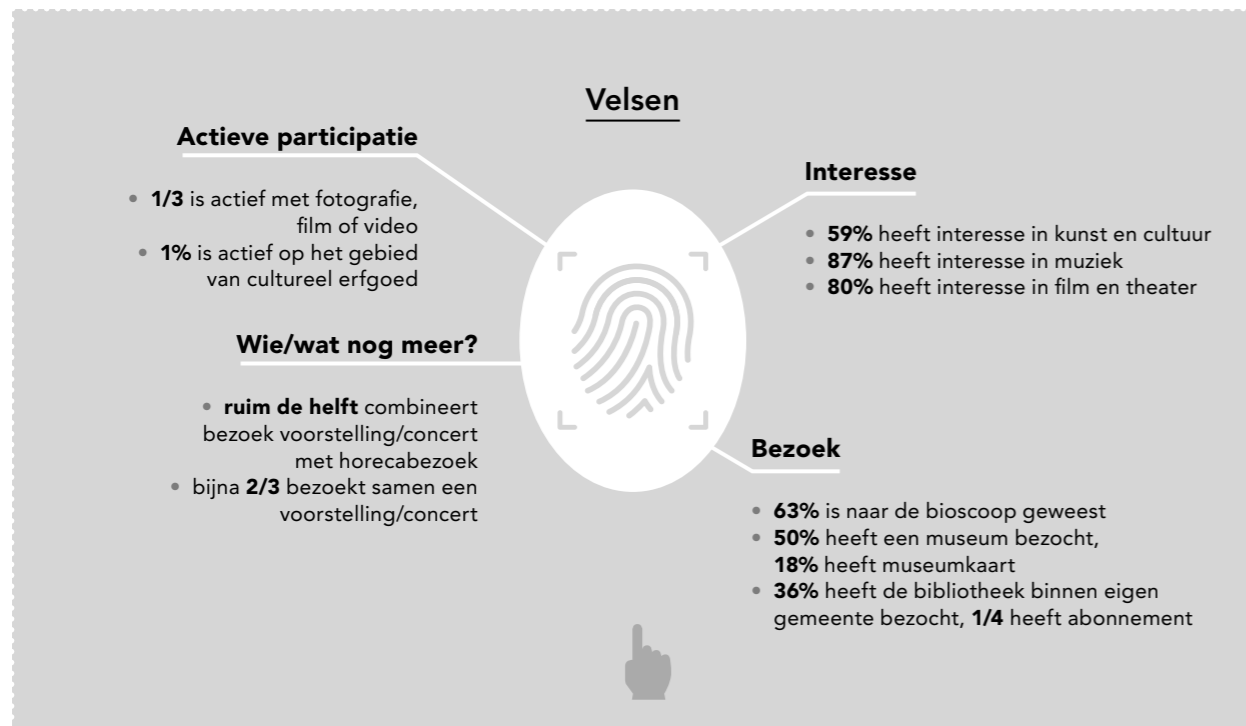 Velsen
Actieve participatie
• 1/3 is actief met fotografie,
film of video
• 1% is actief op het gebied
van cultureel erfgoed
Wie/wat nog meer?
• ruim de helft combineert
bezoek voorstelling/concert
met horecabezoek
• bijna 2/3 bezoekt samen een
voorstelling/concert
Interesse
• 59% heeft interesse in kunst en cultuur
• 87% heeft interesse in muziek
• 80% heeft interesse in film en theater
Bezoek
• 63% is naar de bioscoop geweest
• 50% heeft een museum bezocht,
18% heeft museumkaart
• 36% heeft de bibliotheek binnen eigen
gemeente bezocht, 1/4 heeft abonnement